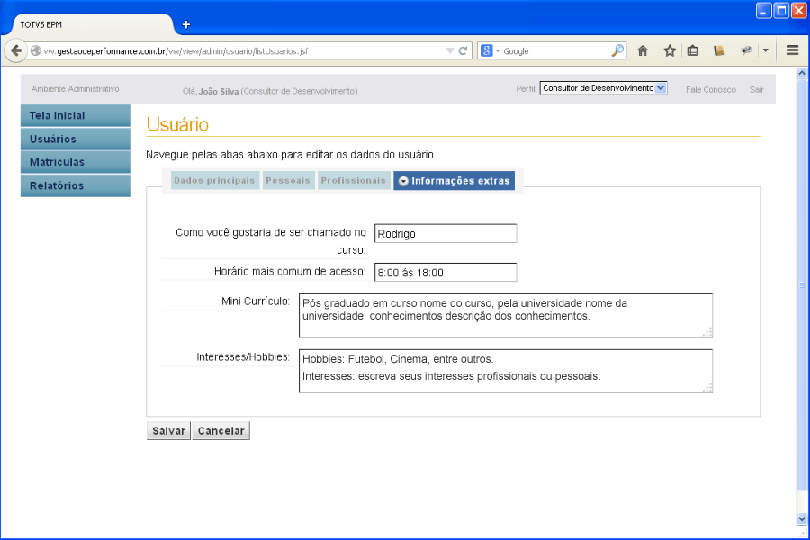 TOTVS EPM
www.gestaoeperformance.com.br/vw/view/admin/usuario/listUsuarios.jsf
Google
Ambiente Administrativo
Olá, João Silva (Consultor de Desenvolvimento)
Perfil: Consultor de Desenvolvimento
Fale Conosco
Sair
Tela Inicial
Usuários
Matrículas
Relatórios
Usuário
Navegue pelas abas abaixo para editar os dados do usuário
Dados principais
Pessoais
Profissionais
Informações extras
Como você gostaria de ser chamado no
curso:
Rodrigo
Horário mais comum de acesso:
8:00 ás 18:00
Mini Currículo:
Pós graduado em curso nome do curso, pela universidade nome da
universidade conhecimentos descrição dos conhecimentos.
Interesses/Hobbies:
Hobbies: Futebol, Cinema, entre outros.
Interesses: escreva seus interesses profissionais ou pessoais.
Salvar
Cancelar